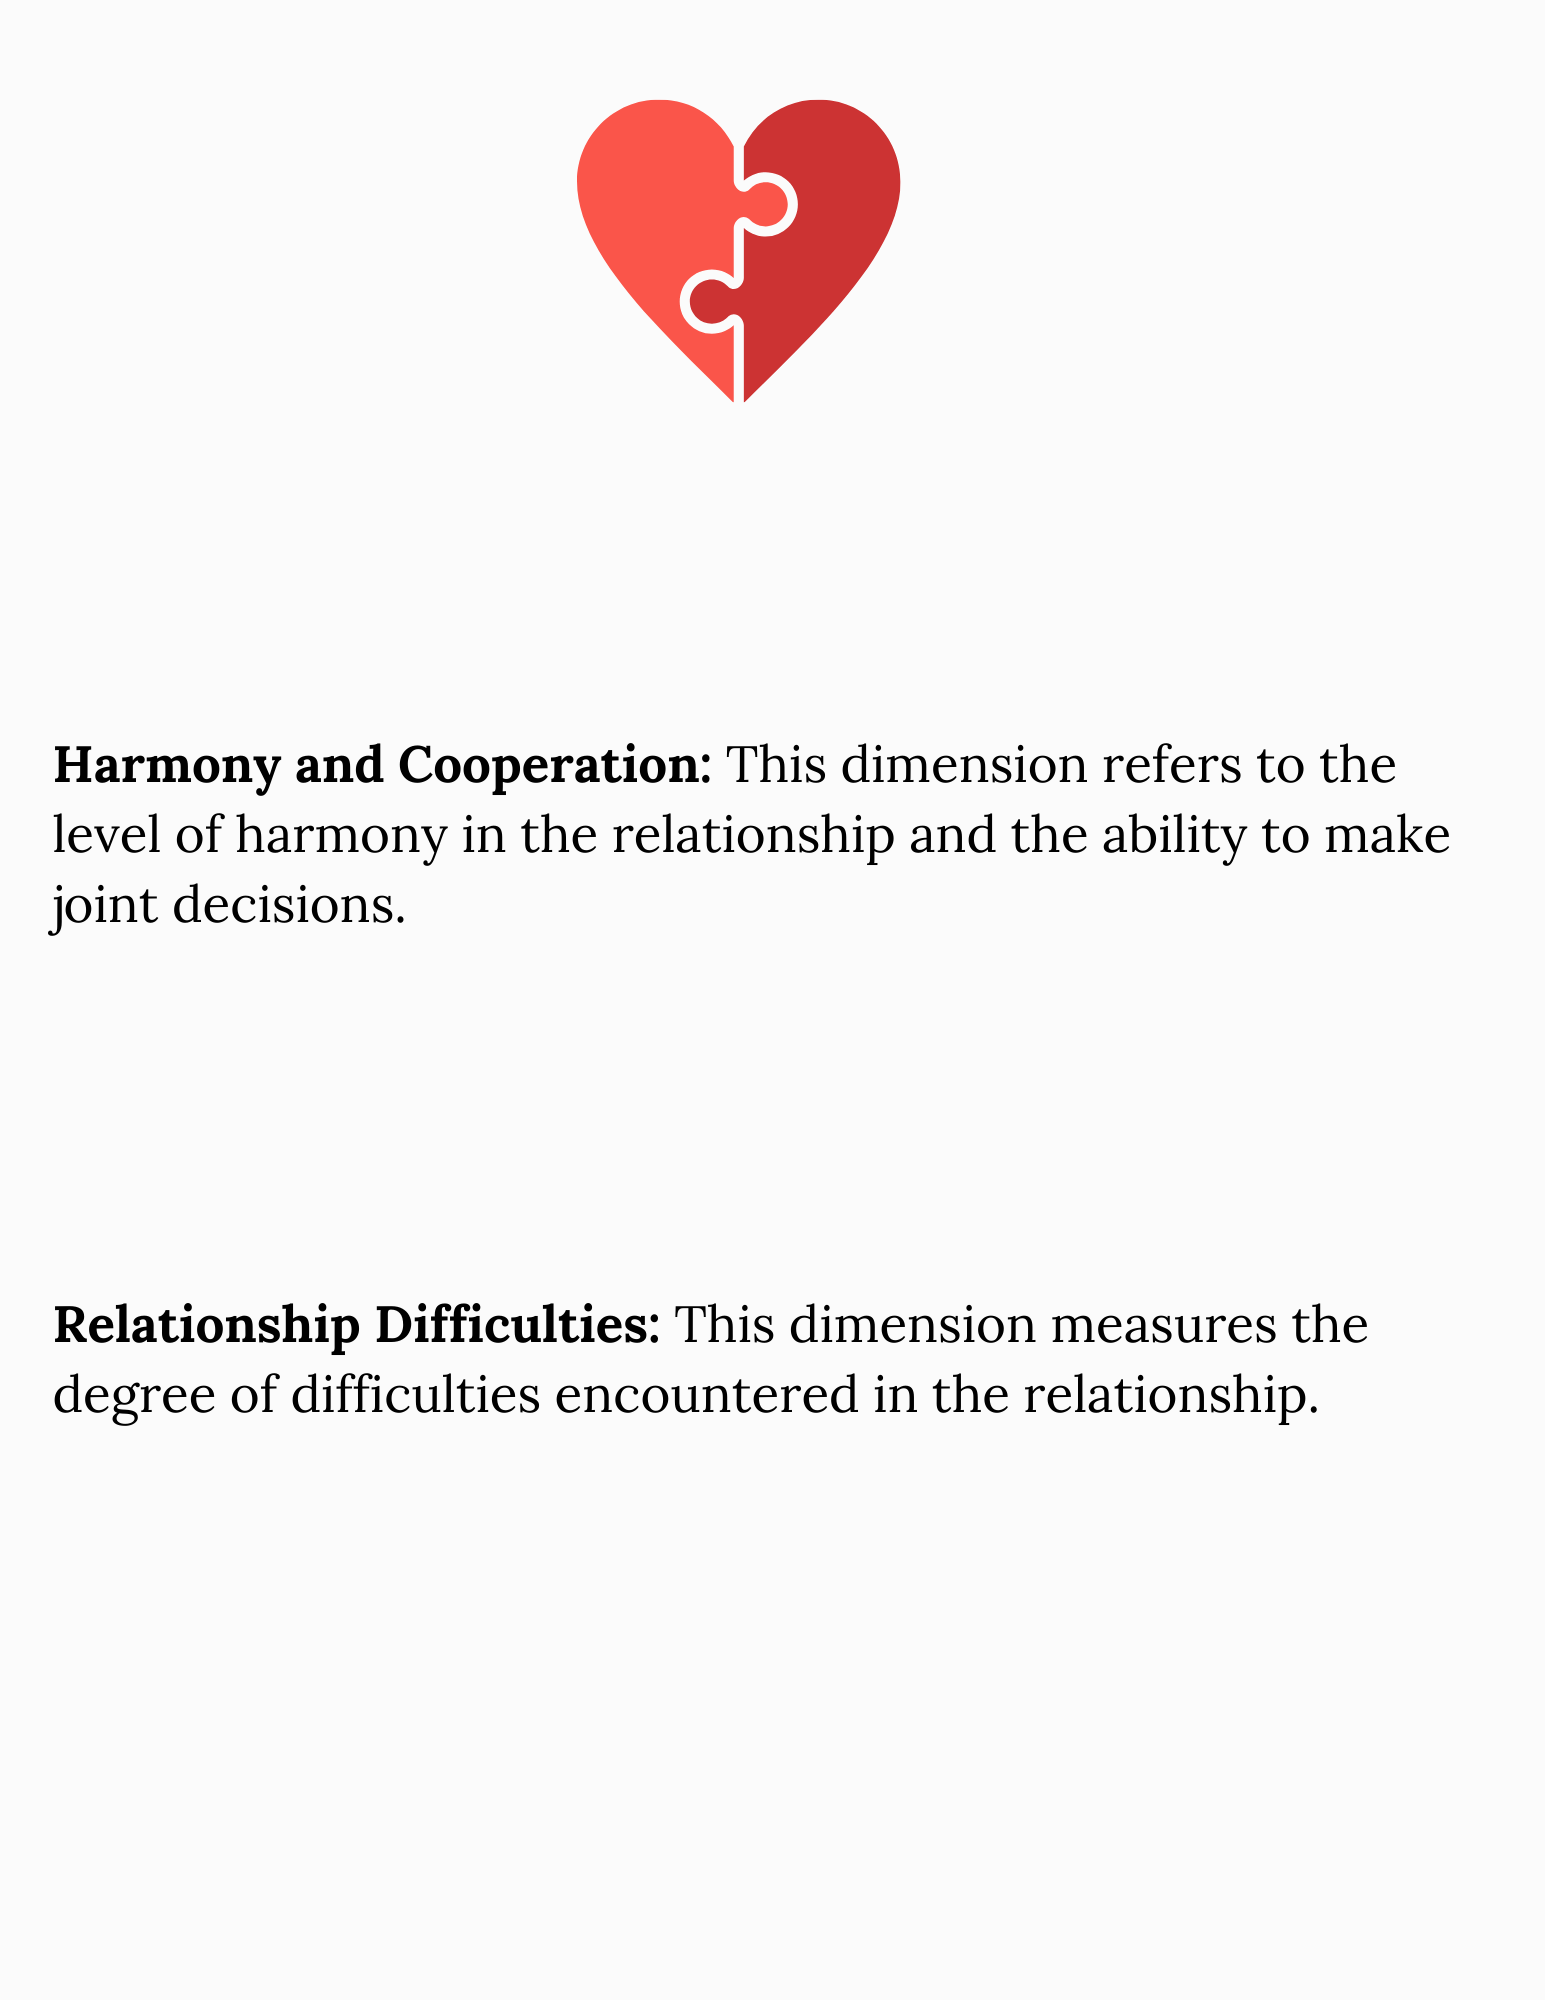 Harmony and Cooperation: This dimension refers to the
level of harmony in the relationship and the ability to make
joint decisions.
Relationship Difficulties: This dimension measures the
degree of difficulties encountered in the relationship.